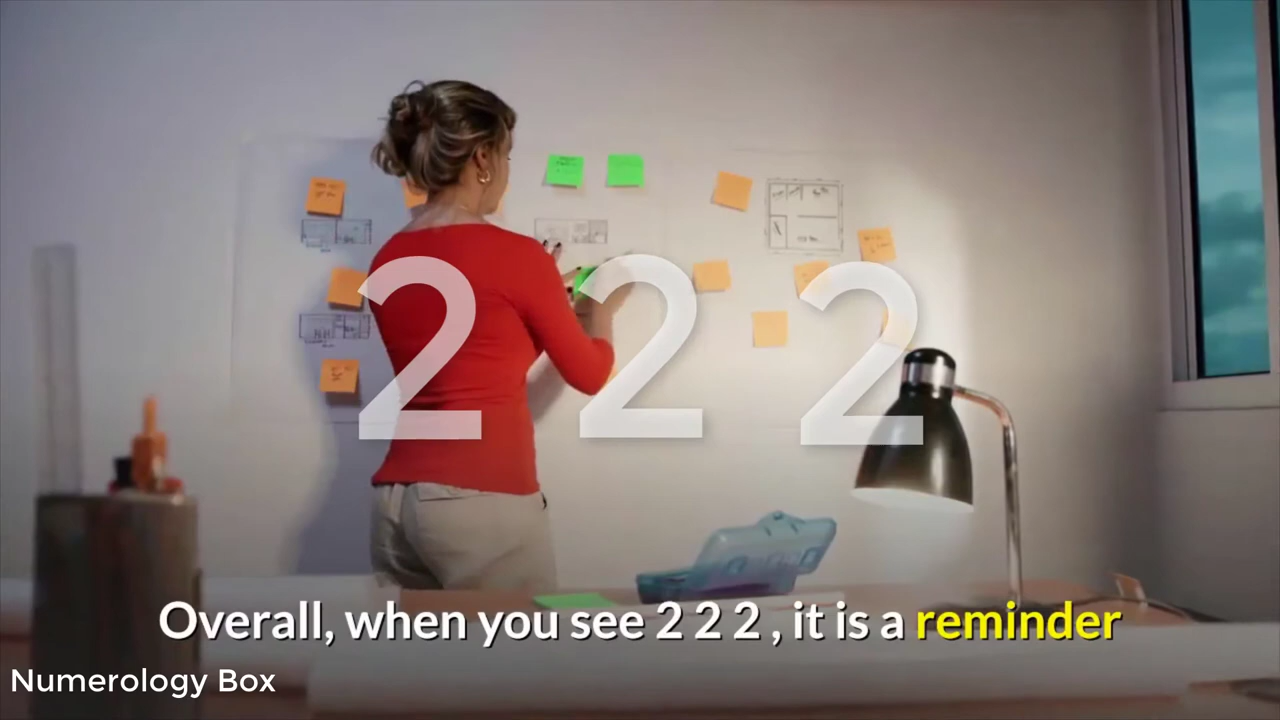 2 2 2
Overall, when you see 2 2 2 , it is a reminder
Numerology Box